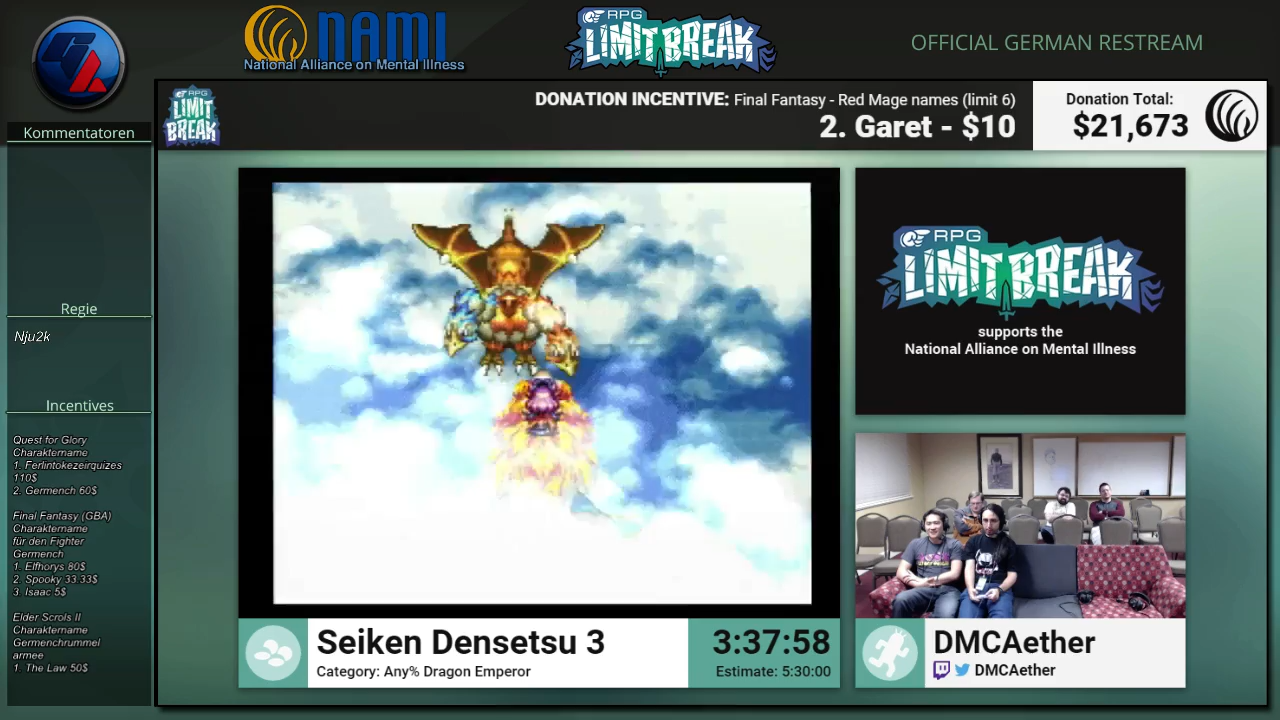 NAMI
National Alliance on Mental Illness
RPG
LIMIT BREAK
OFFICIAL GERMAN RESTREAM
Kommentatoren
Regie
Nju2k
Incentives
Quest for Glory
Charaktername
1. Ferlintokezeirquizes
110$
2. Germench 60$
Final Fantasy (GBA)
Charaktername
für den Fighter
Germench
1. Elfhorys 80$
2. Spooky 33.33$
3. Isaac 5$
Elder Scrolls II
Charaktername
Germenchrummel
armee
1. The Law 50$
RPG
LIMIT
BREAK
DONATION INCENTIVE: Final Fantasy - Red Mage names (limit 6)
2. Garet - $10
Donation Total:
$21,673
RPG
LIMIT BREAK
supports the
National Alliance on Mental Illness
Seiken Densetsu 3
Category: Any% Dragon Emperor
3:37:58
Estimate: 5:30:00
DMCAether
DMCAether